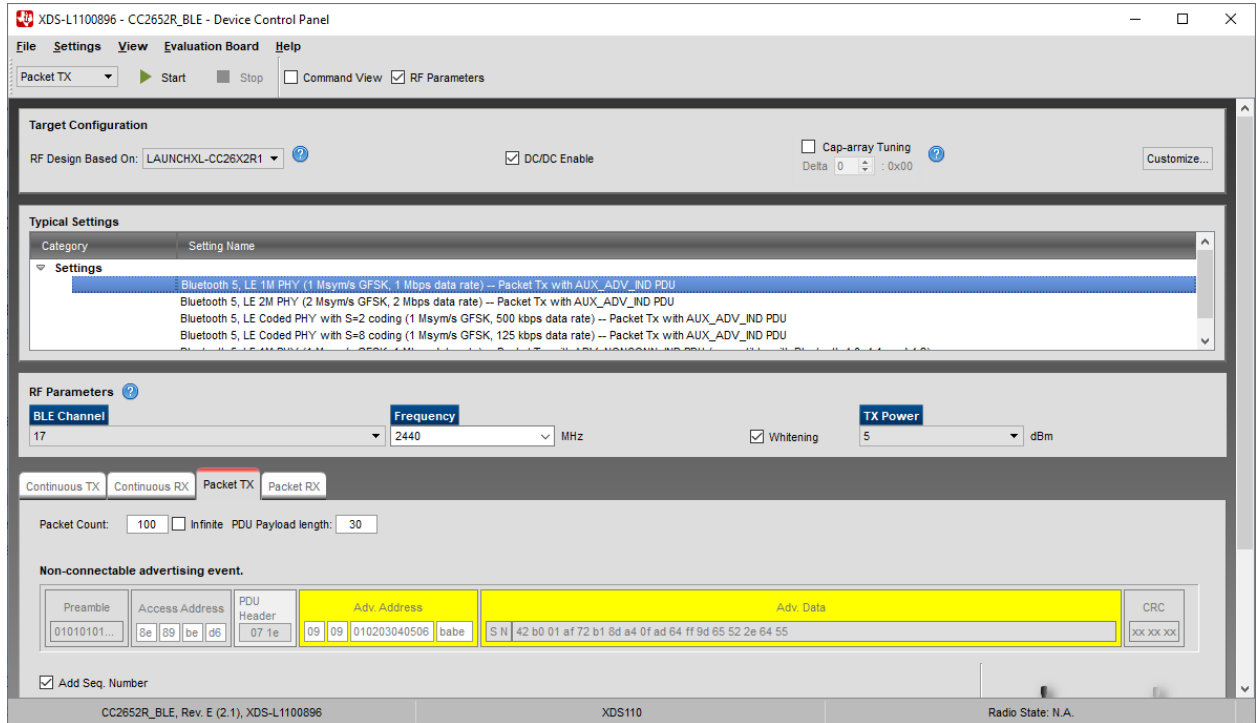 XDS-L1100896 - CC2652R_BLE - Device Control Panel
File Settings View Evaluation Board Help
Packet TX Start Stop Command View RF Parameters
Target Configuration
RF Design Based On: LAUNCHXL-CC26X2R1 DC/DC Enable Cap-array Tuning
Delta 0 : 0x00 Customize...
Typical Settings
Category Setting Name
Settings
Bluetooth 5, LE 1M PHY (1 Msym/s GFSK, 1 Mbps data rate) -- Packet Tx with AUX_ADV_IND PDU
Bluetooth 5, LE 2M PHY (2 Msym/s GFSK, 2 Mbps data rate) -- Packet Tx with AUX_ADV_IND PDU
Bluetooth 5, LE Coded PHY with S=2 coding (1 Msym/s GFSK, 500 kbps data rate) -- Packet Tx with AUX_ADV_IND PDU
Bluetooth 5, LE Coded PHY with S=8 coding (1 Msym/s GFSK, 125 kbps data rate) -- Packet Tx with AUX_ADV_IND PDU
RF Parameters
BLE Channel Frequency TX Power
17 2440 MHz Whitening 5 dBm
Continuous TX Continuous RX Packet TX Packet RX
Packet Count: 100 Infinite PDU Payload length: 30
Non-connectable advertising event.
Preamble Access Address PDU Header Adv. Address Adv. Data CRC
01010101... 8e 89 be d6 07 1e 09 09 010203040506 babe S N 42 b0 01 af 72 b1 8d a4 0f ad 64 ff 9d 65 52 2e 64 55 xx xx xx
Add Seq. Number
CC2652R_BLE, Rev. E (2.1), XDS-L1100896 XDS110 Radio State: N.A.